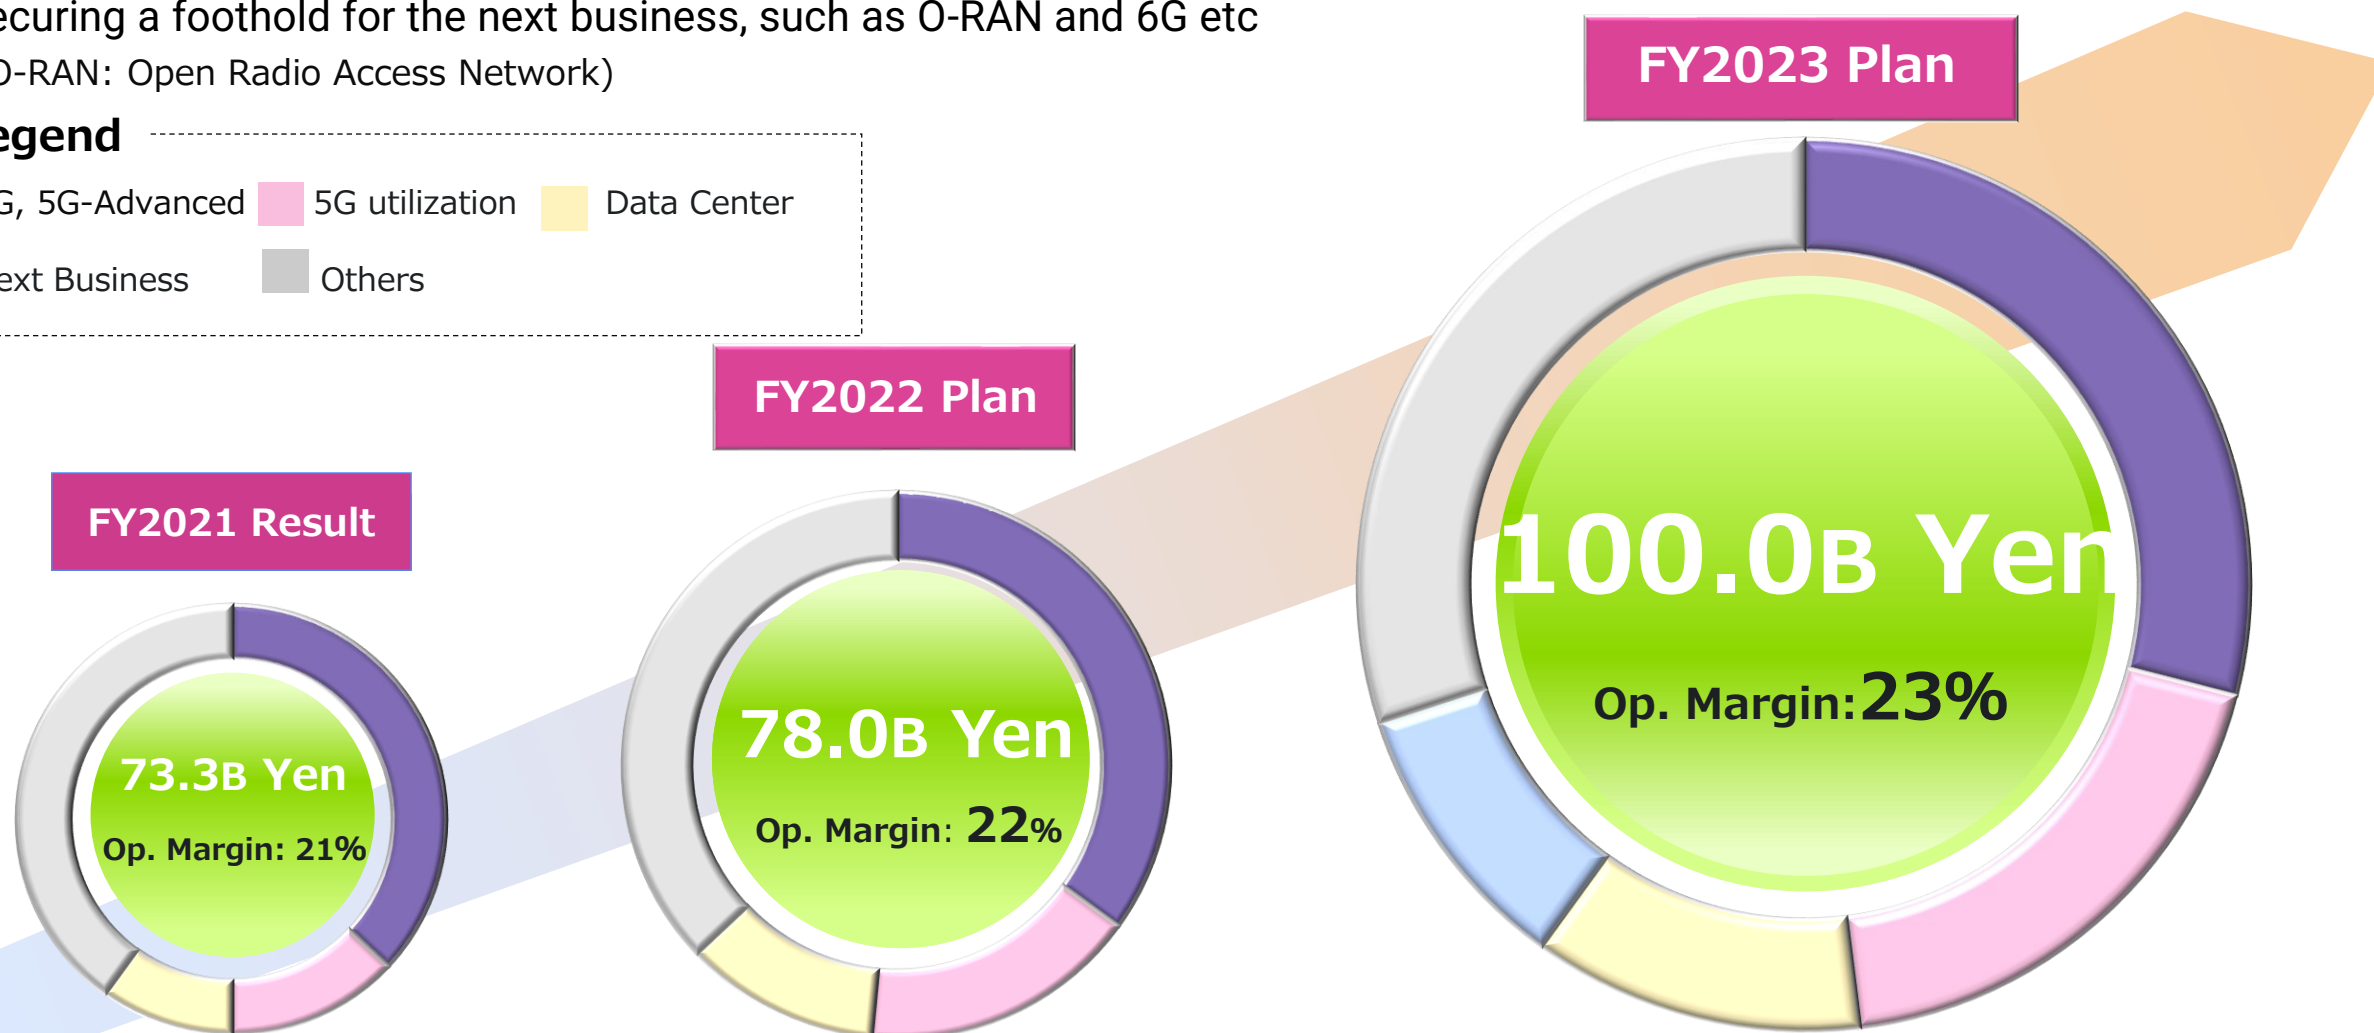 ecuring a foothold for the next business, such as O-RAN and 6G etc
O-RAN: Open Radio Access Network)
egend
G, 5G-Advanced 5G utilization Data Center
ext Business Others
FY2023 Plan
FY2022 Plan
FY2021 Result
100.0B Yen
Op. Margin:23%
78.0B Yen
Op. Margin: 22%
73.3B Yen
Op. Margin: 21%